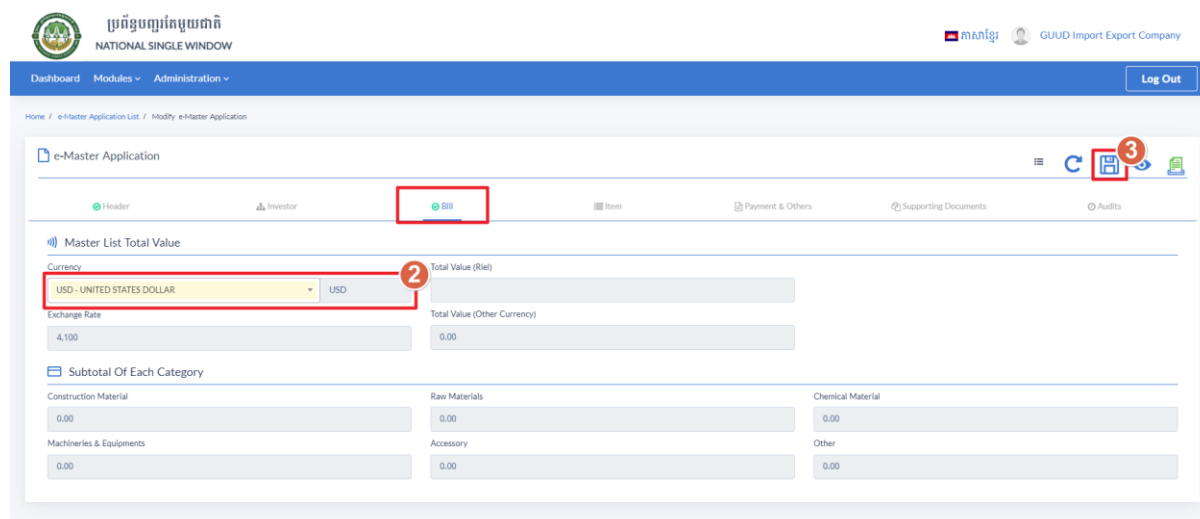 ប្រព័ន្ធបញ្ជរតែមួយជាតិ
NATIONAL SINGLE WINDOW
ភាសាខ្មែរ GUUD Import Export Company
Dashboard Modules Administration Log Out
Home / e-Master Application List / Modify e-Master Application
e-Master Application 3
Header Investor Bill Item Payment & Others Supporting Documents Audits
Master List Total Value
Currency 2 Total Value (Riel)
USD - UNITED STATES DOLLAR USD
Exchange Rate Total Value (Other Currency)
4,100 0.00
Subtotal Of Each Category
Construction Material Raw Materials Chemical Material
0.00 0.00 0.00
Machineries & Equipments Accessory Other
0.00 0.00 0.00